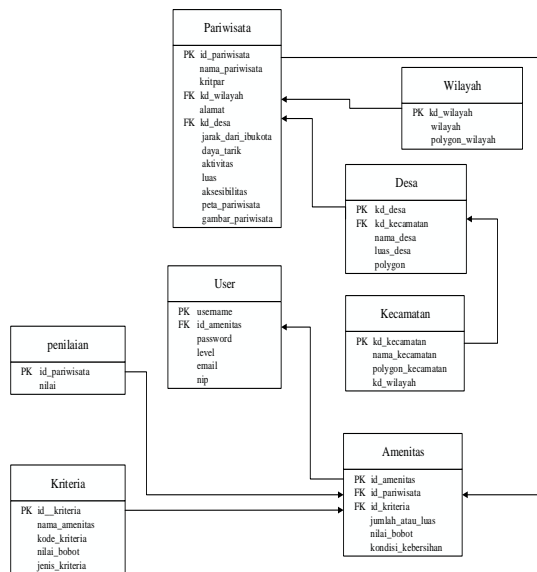 Pariwisata
PK id_pariwisata
nama_pariwisata
kritpar
FK kd_wilayah
alamat
FK kd_desa
jarak_dari_ibukota
daya_tarik
aktivitas
luas
aksesibilitas
peta_pariwisata
gambar_pariwisata
Wilayah
PK kd_wilayah
wilayah
polygon_wilayah
Desa
PK kd_desa
FK kd_kecamatan
nama_desa
luas_desa
polygon
User
PK username
FK id_amenitas
password
level
email
nip
Kecamatan
PK kd_kecamatan
nama_kecamatan
polygon_kecamatan
kd_wilayah
penilaian
PK id_pariwisata
nilai
Amenitas
PK id_amenitas
FK id_pariwisata
FK id_kriteria
jumlah_atau_luas
nilai_bobot
kondisi_kebersihan
Kriteria
PK id__kriteria
nama_amenitas
kode_kriteria
nilai_bobot
jenis_kriteria